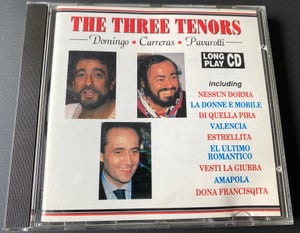 THE THREE TENORS
Domingo • Carreras • Pavarotti
LONG
PLAY CD
including
NESSUN DORMA
LA DONNE E MOBILE
DI QUELLA PIRA
VALENCIA
ESTRELLITA
EL ULTIMO
ROMANTICO
VESTI LA GIUBBA
AMAPOLA
DONA FRANCISQITA